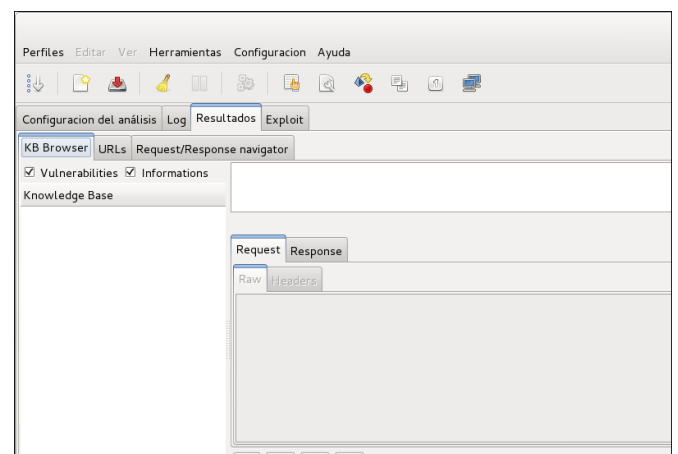 Perfiles Editar Ver Herramientas Configuracion Ayuda
Configuracion del análisis Log Resultados Exploit
KB Browser URLs Request/Response navigator
Vulnerabilities Informations
Knowledge Base
Request Response
Raw Headers